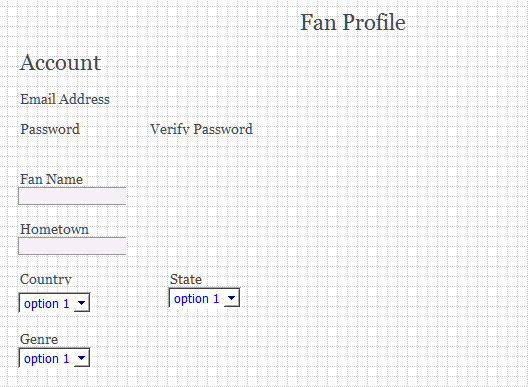 Fan Profile
Account
Email Address
Password Verify Password
Fan Name
Hometown
Country State
option 1 option 1
Genre
option 1